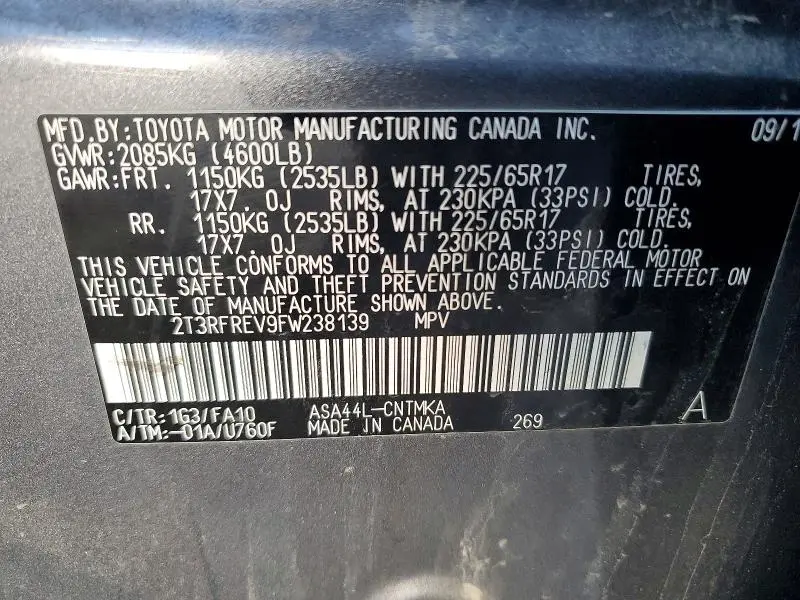 MFD.BY:TOYOTA MOTOR MANUFACTURING CANADA INC. 09/1
GVWR:2085KG (4600LB)
GAWR:FRT. 1150KG (2535LB) WITH 225/65R17 TIRES,
17X7.0J RIMS, AT 230KPA (33PSI) COLD.
RR. 1150KG (2535LB) WITH 225/65R17 TIRES,
17X7.0J RIMS, AT 230KPA (33PSI) COLD.
THIS VEHICLE CONFORMS TO ALL APPLICABLE FEDERAL MOTOR
VEHICLE SAFETY AND THEFT PREVENTION STANDARDS IN EFFECT ON
THE DATE OF MANUFACTURE SHOWN ABOVE.
2T3RFREV9FW238139 MPV
C/TR:1G3/FA10 ASA44L-CNTMKA A
A/TM:-01A/U760F MADE IN CANADA 269